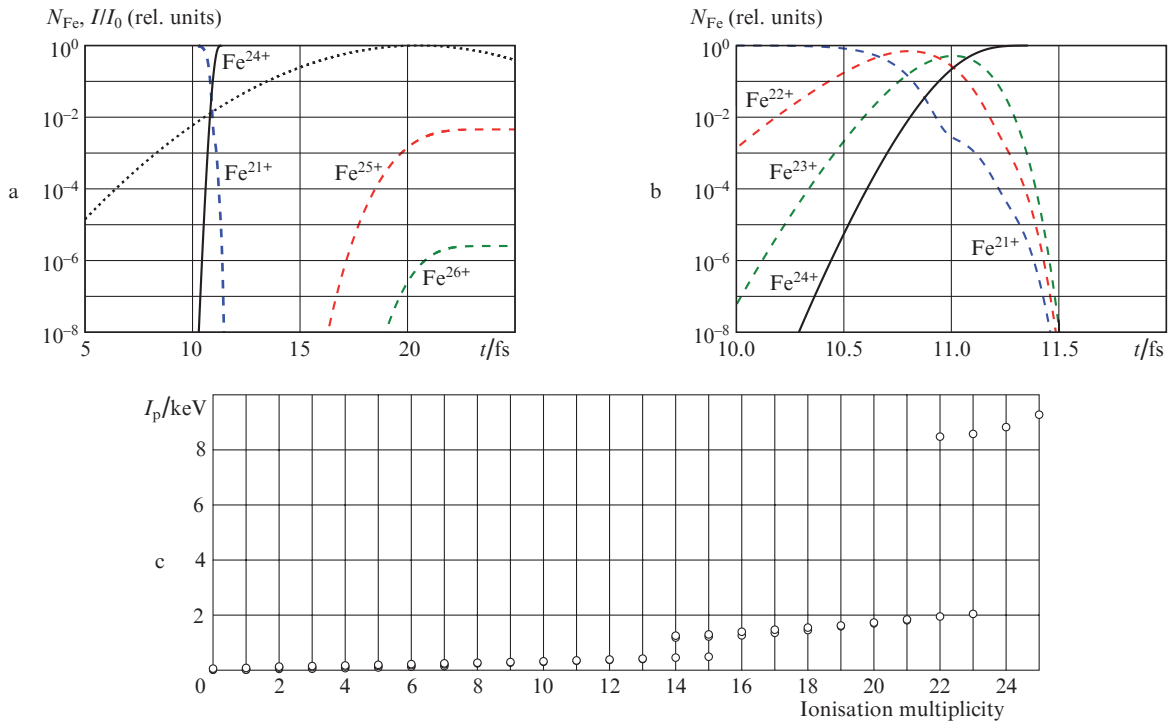 N_Fe, I/I_0 (rel. units)
10^0
10^−2
10^−4
10^−6
10^−8
Fe^24+
Fe^21+
Fe^25+
Fe^26+
a
5
10
15
20
t/fs
N_Fe (rel. units)
10^0
10^−2
10^−4
10^−6
10^−8
Fe^22+
Fe^23+
Fe^24+
Fe^21+
b
10.0
10.5
11.0
11.5
t/fs
I_p/keV
8
6
4
2
c
0
2
4
6
8
10
12
14
16
18
20
22
24
Ionisation multiplicity